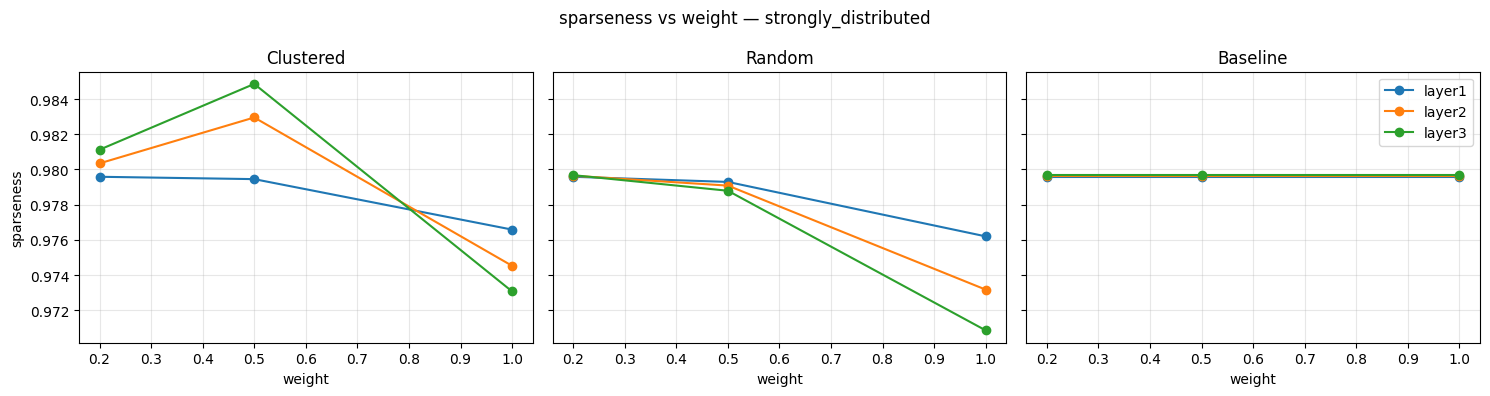 sparseness vs weight — strongly_distributed
Clustered
Random
Baseline
sparseness
0.984
0.982
0.980
0.978
0.976
0.974
0.972
layer1
layer2
layer3
0.2 0.3 0.4 0.5 0.6 0.7 0.8 0.9 1.0
0.2 0.3 0.4 0.5 0.6 0.7 0.8 0.9 1.0
0.2 0.3 0.4 0.5 0.6 0.7 0.8 0.9 1.0
weight
weight
weight